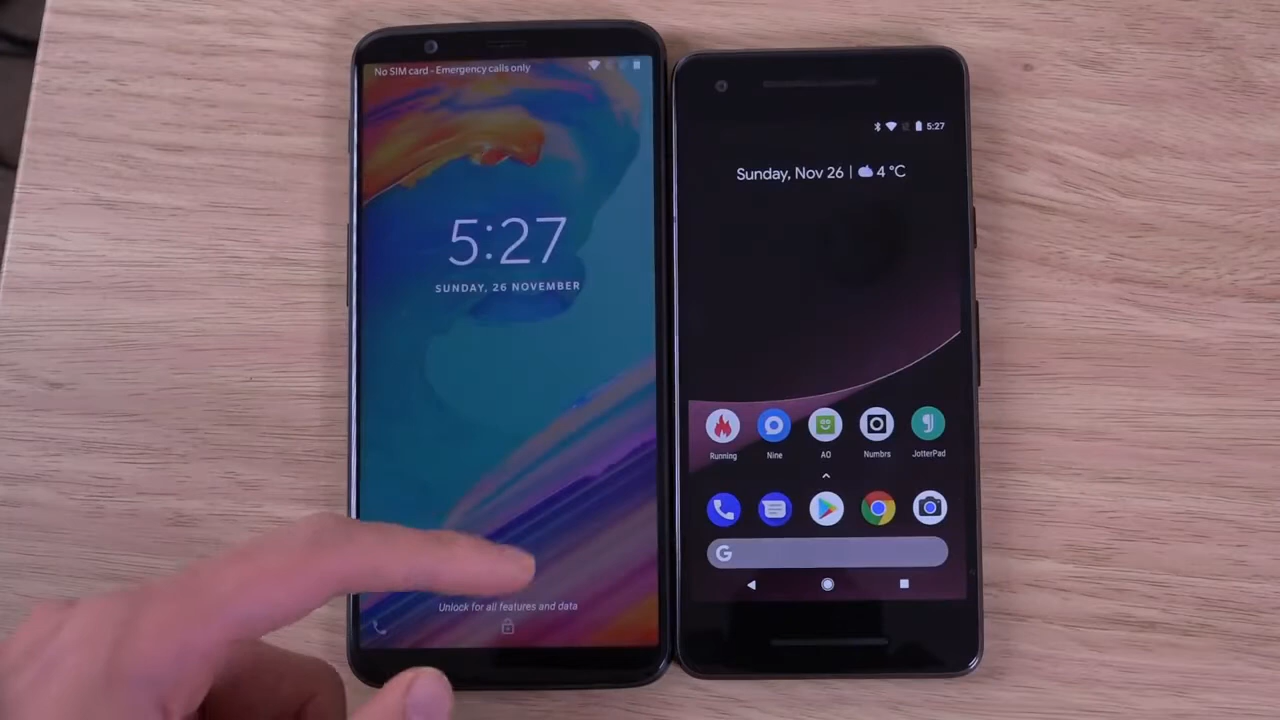 No SIM card – Emergency calls only
5:27
SUNDAY, 26 NOVEMBER
Unlock for all features and data
5:27
Sunday, Nov 26 | 4 °C
Running
Nine
AO
Numbrs
JotterPad
G